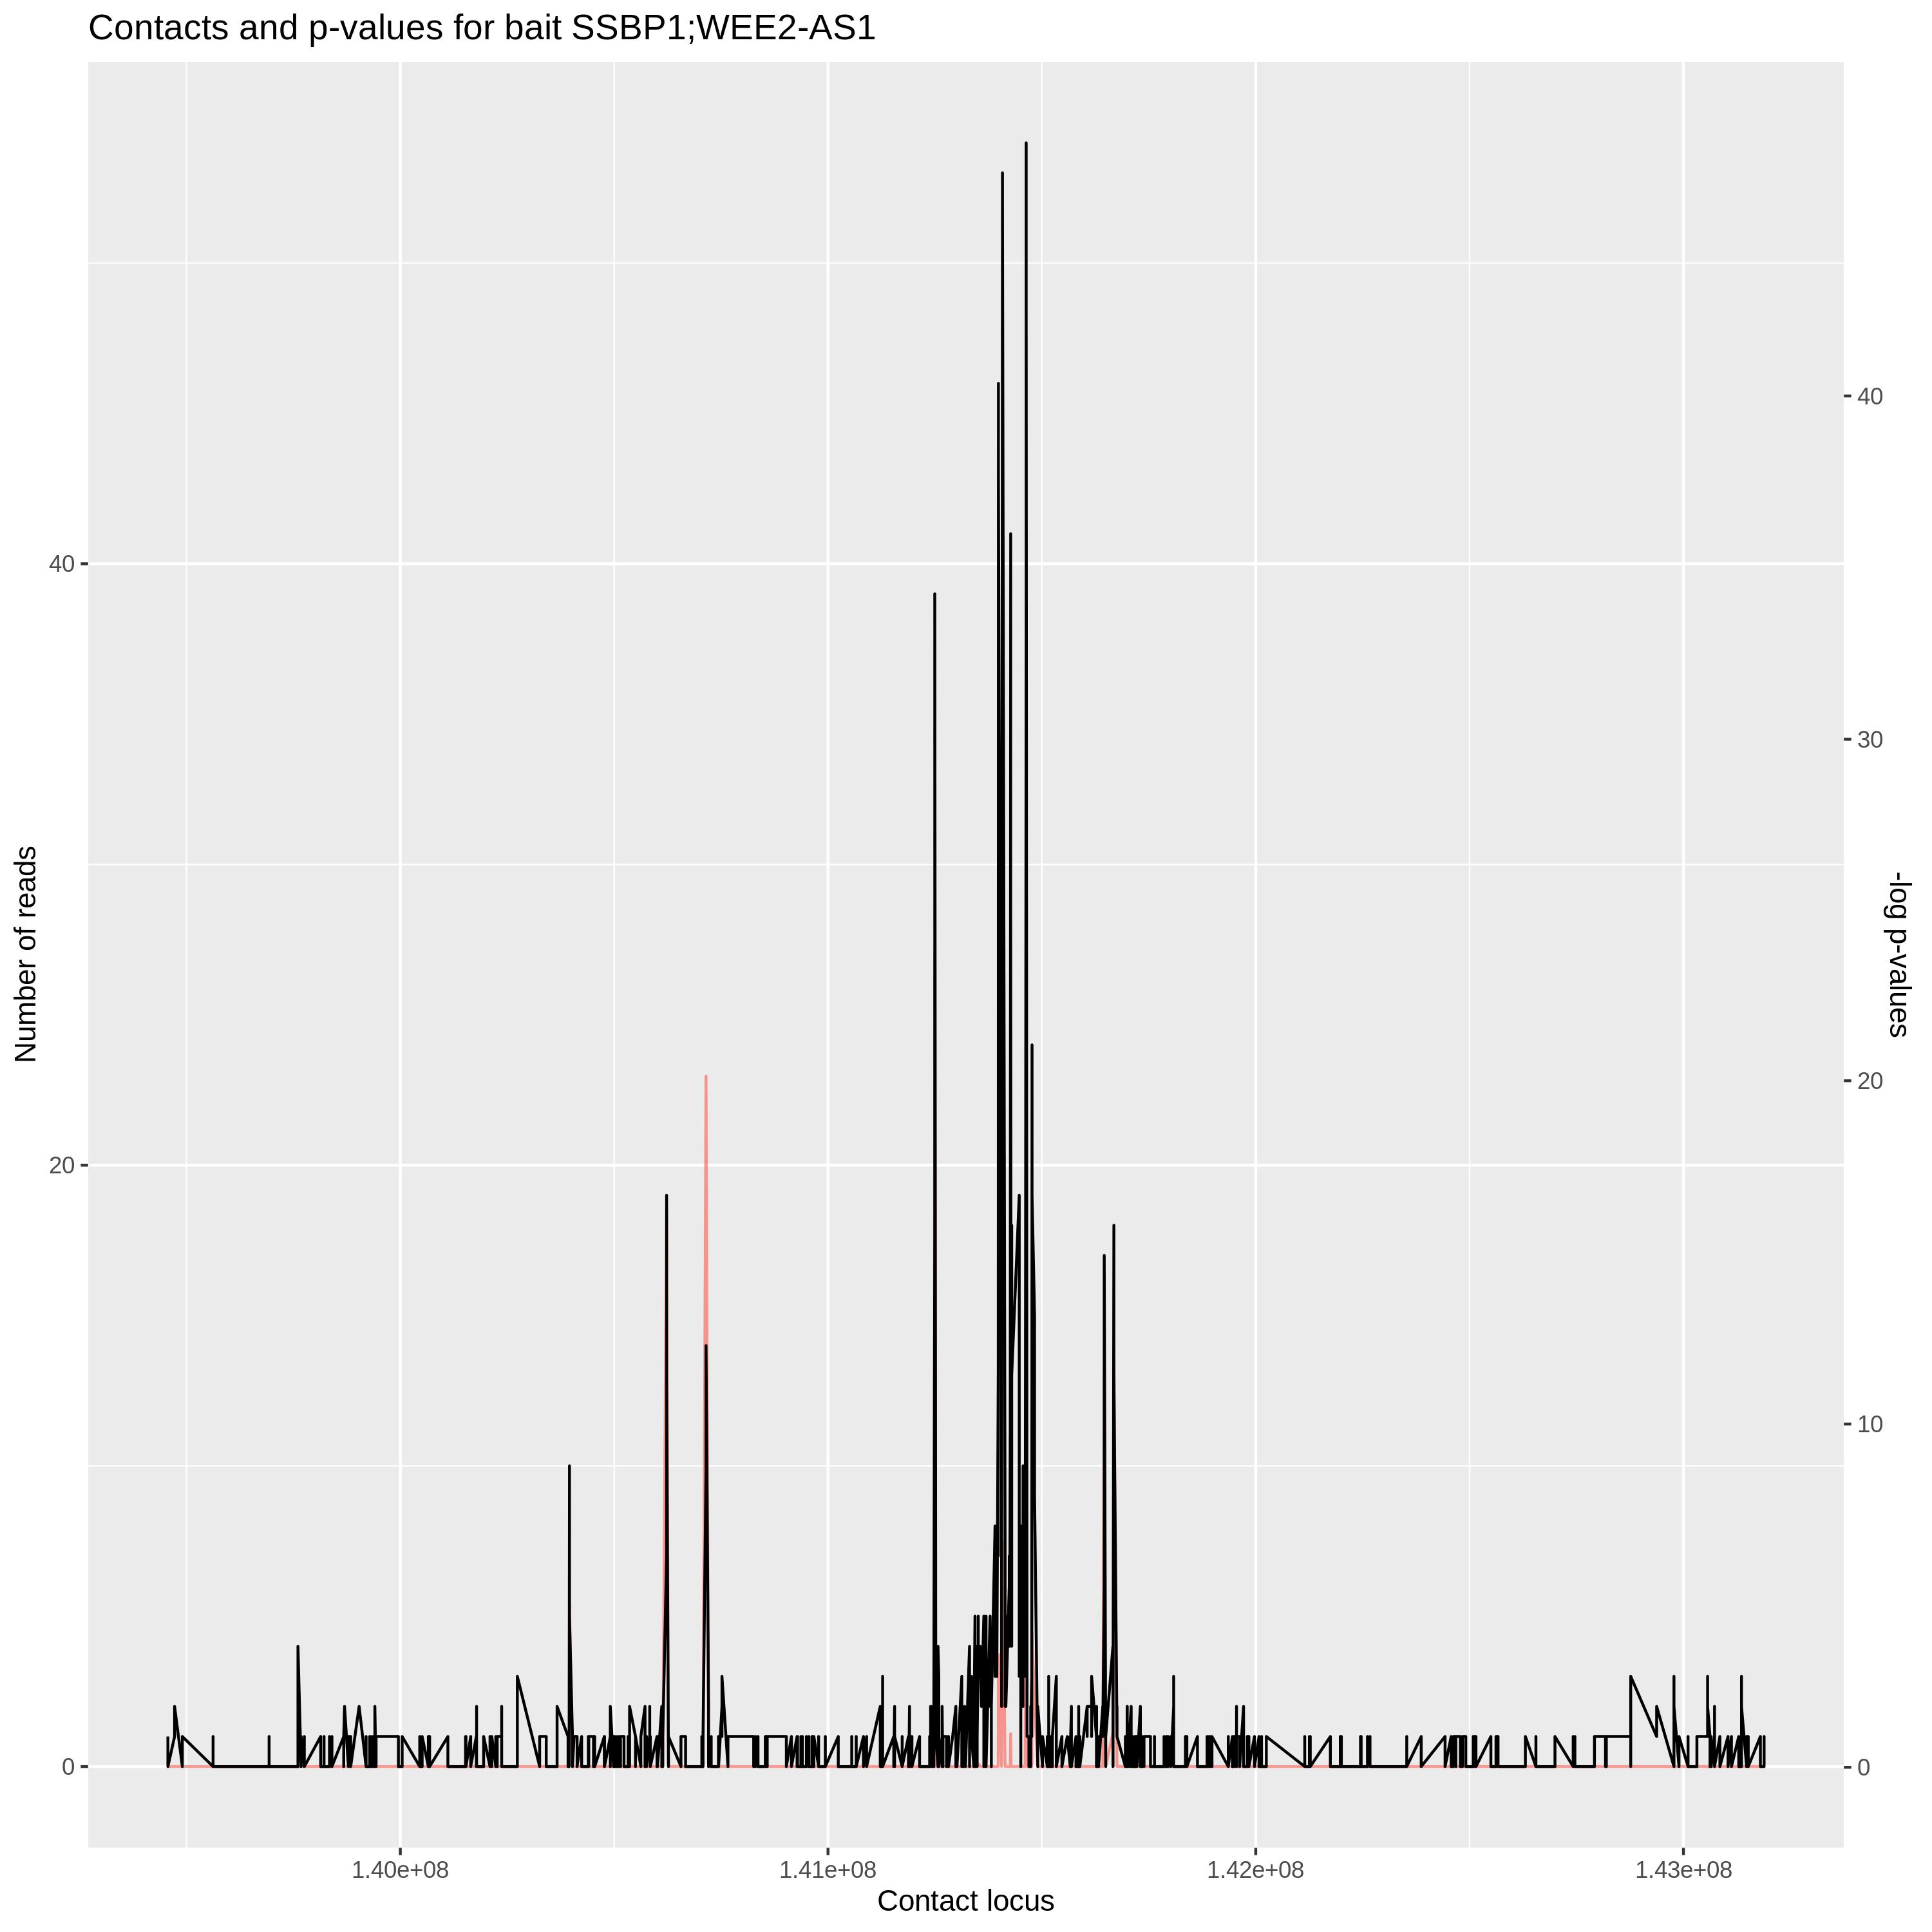 Contacts and p-values for bait SSBP1;WEE2-AS1
Number of reads
40
20
0
40
30
20
10
0
-log p-values
1.40e+08 1.41e+08 1.42e+08 1.43e+08
Contact locus